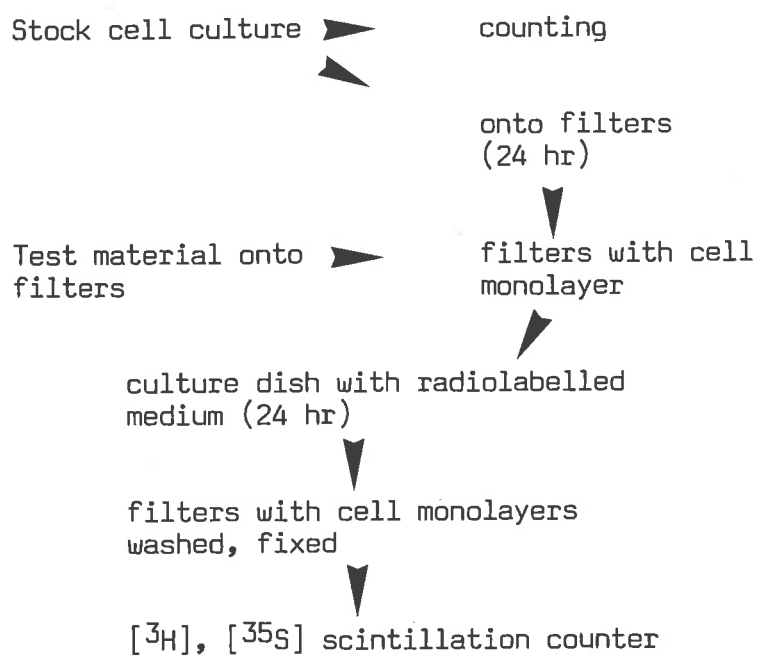 Stock cell culture
counting
onto filters
(24 hr)
Test material onto
filters
filters with cell
monolayer
culture dish with radiolabelled
medium (24 hr)
filters with cell monolayers
washed, fixed
[³H], [³⁵S] scintillation counter